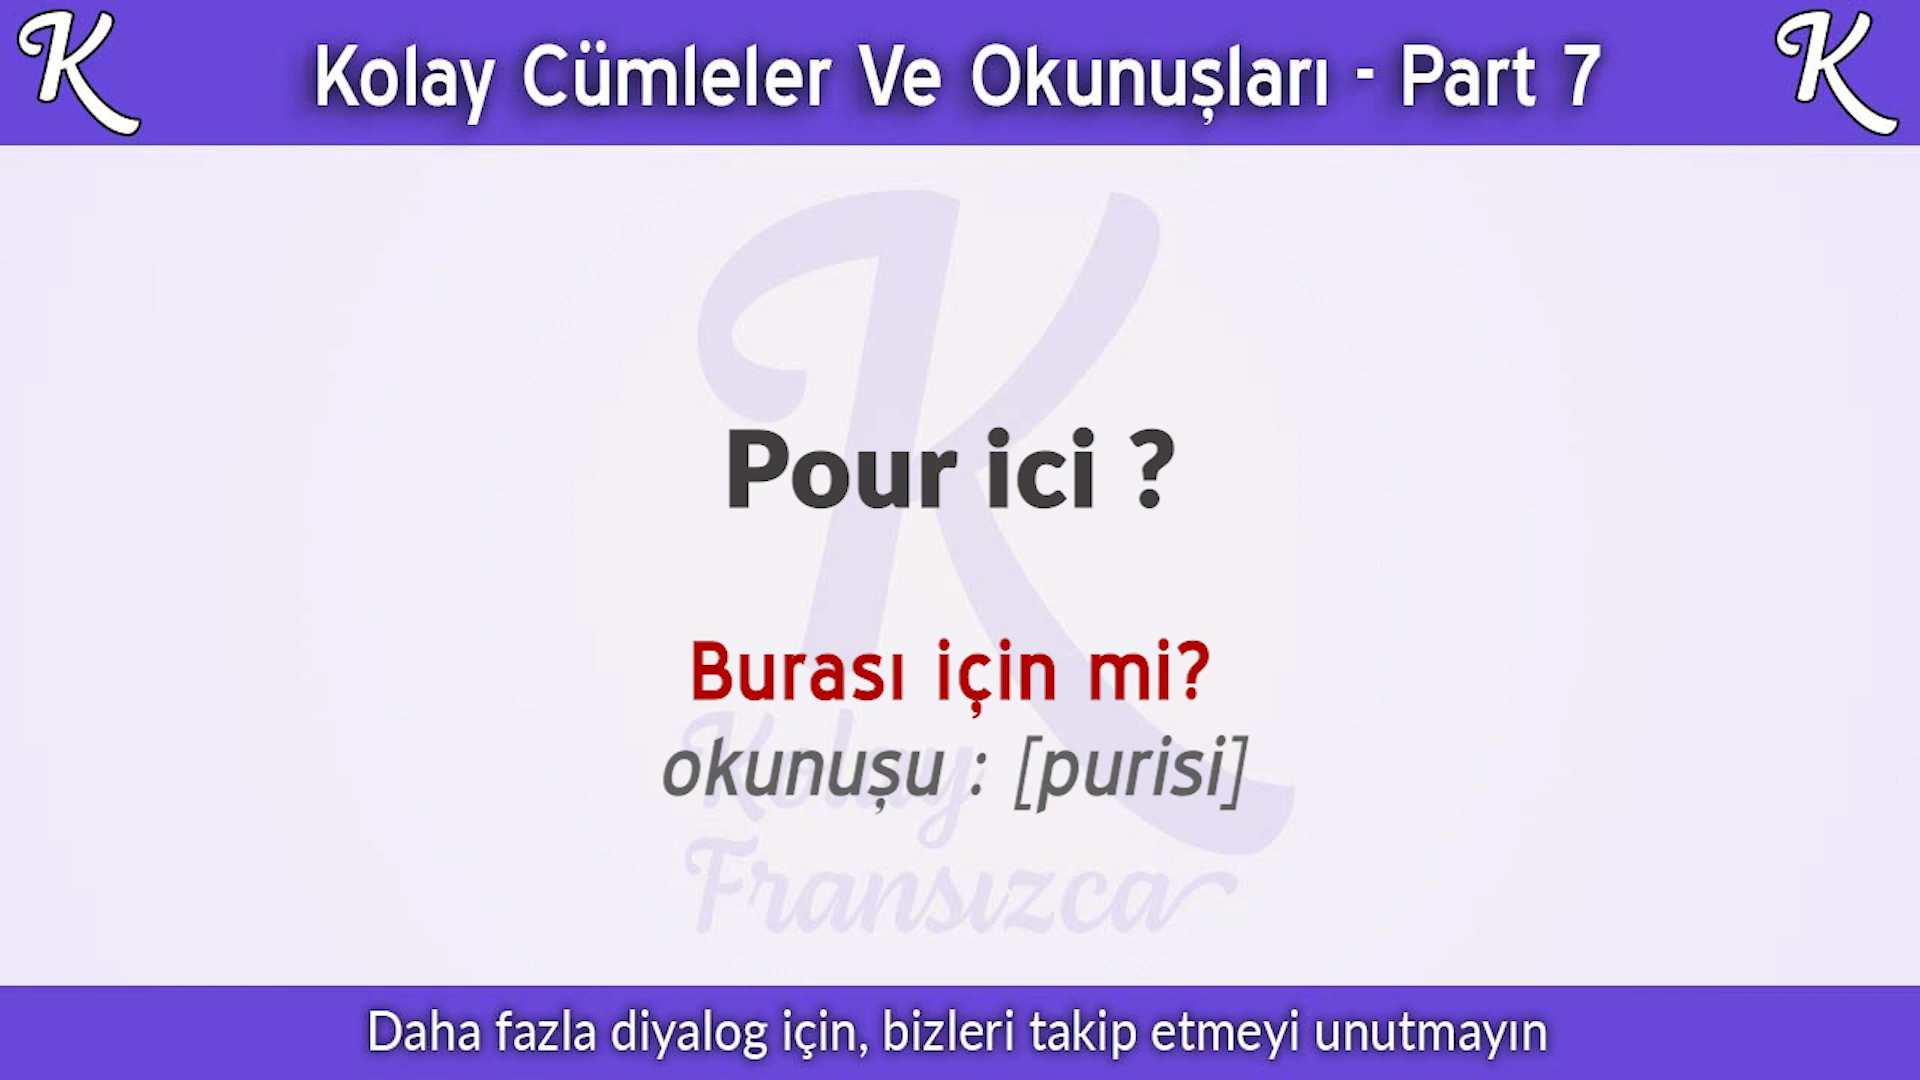 K
Kolay Cümleler Ve Okunuşları - Part 7
K
Pour ici ?
Burası için mi?
okunuşu : [purisi]
Kolay
Fransızca
Daha fazla diyalog için, bizleri takip etmeyi unutmayın